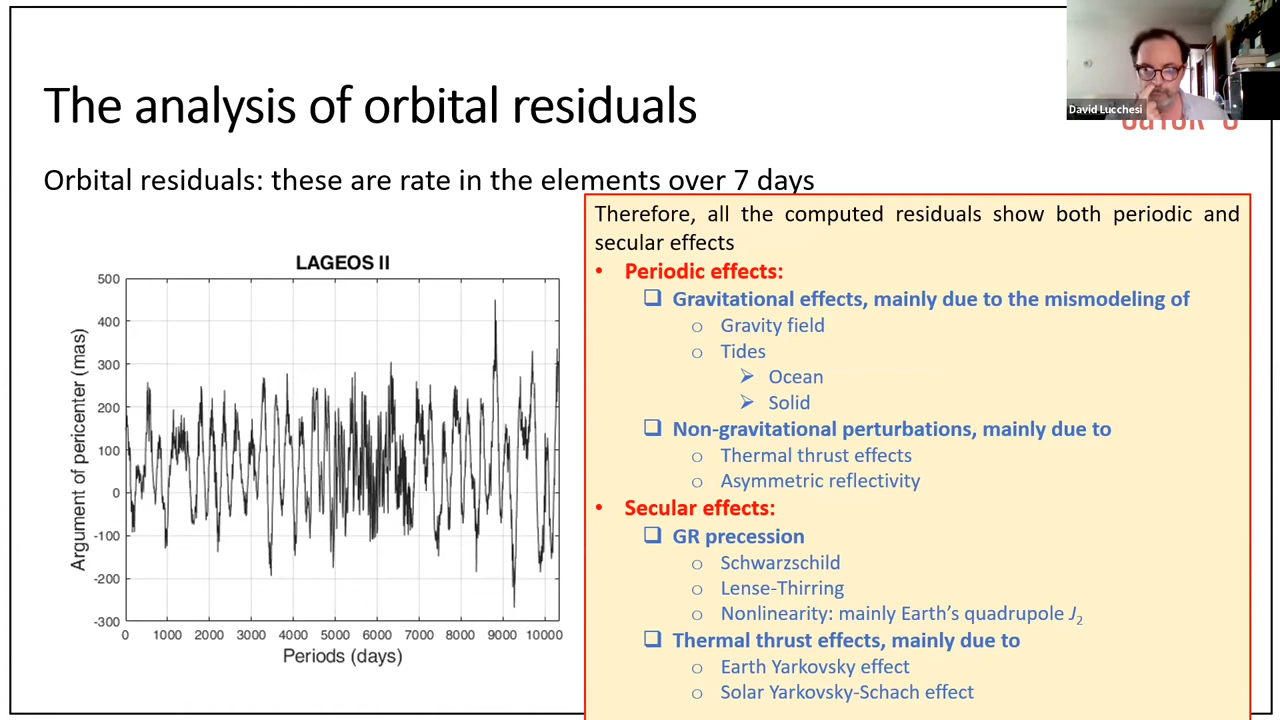 David Lucchesi
The analysis of orbital residuals
Orbital residuals: these are rate in the elements over 7 days
LAGEOS II
Argument of pericenter (mas)
500
400
300
200
100
0
-100
-200
-300
0 1000 2000 3000 4000 5000 6000 7000 8000 9000 10000
Periods (days)
Therefore, all the computed residuals show both periodic and
secular effects
• Periodic effects:
❑ Gravitational effects, mainly due to the mismodeling of
o Gravity field
o Tides
➢ Ocean
➢ Solid
❑ Non-gravitational perturbations, mainly due to
o Thermal thrust effects
o Asymmetric reflectivity
• Secular effects:
❑ GR precession
o Schwarzschild
o Lense-Thirring
o Nonlinearity: mainly Earth's quadrupole J₂
❑ Thermal thrust effects, mainly due to
o Earth Yarkovsky effect
o Solar Yarkovsky-Schach effect